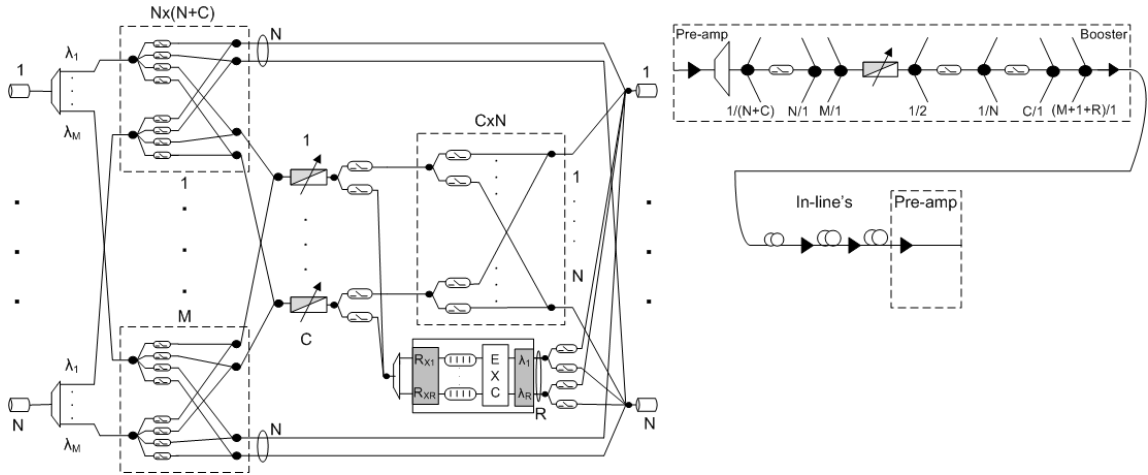 Nx(N+C)
N
λ1
λM
1
1
1
CxN
1
N
1
C
M
N
λ1
λM
N
N
RX1
RXR
E
X
C
λ1
λR
R
Pre-amp
Booster
1/(N+C)
N/1
M/1
1/2
1/N
C/1
(M+1+R)/1
In-line's
Pre-amp